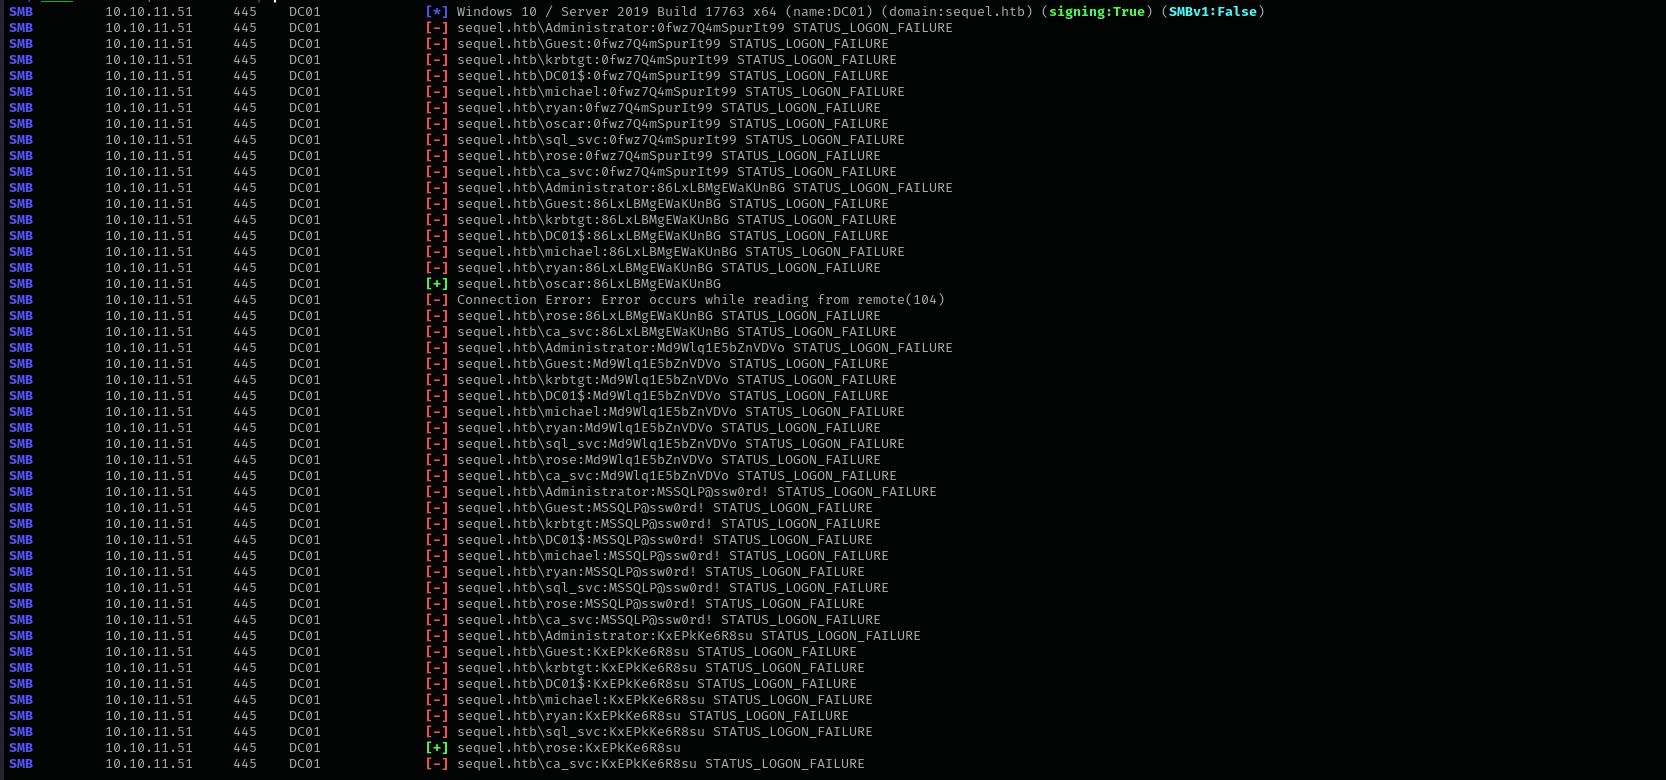 SMB 10.10.11.51 445 DC01 [*] Windows 10 / Server 2019 Build 17763 x64 (name:DC01) (domain:sequel.htb) (signing:True) (SMBv1:False)
SMB 10.10.11.51 445 DC01 [-] sequel.htb\Administrator:0fwz7Q4mSpurIt99 STATUS_LOGON_FAILURE
SMB 10.10.11.51 445 DC01 [-] sequel.htb\Guest:0fwz7Q4mSpurIt99 STATUS_LOGON_FAILURE
SMB 10.10.11.51 445 DC01 [-] sequel.htb\krbtgt:0fwz7Q4mSpurIt99 STATUS_LOGON_FAILURE
SMB 10.10.11.51 445 DC01 [-] sequel.htb\DC01$:0fwz7Q4mSpurIt99 STATUS_LOGON_FAILURE
SMB 10.10.11.51 445 DC01 [-] sequel.htb\michael:0fwz7Q4mSpurIt99 STATUS_LOGON_FAILURE
SMB 10.10.11.51 445 DC01 [-] sequel.htb\ryan:0fwz7Q4mSpurIt99 STATUS_LOGON_FAILURE
SMB 10.10.11.51 445 DC01 [-] sequel.htb\oscar:0fwz7Q4mSpurIt99 STATUS_LOGON_FAILURE
SMB 10.10.11.51 445 DC01 [-] sequel.htb\sql_svc:0fwz7Q4mSpurIt99 STATUS_LOGON_FAILURE
SMB 10.10.11.51 445 DC01 [-] sequel.htb\rose:0fwz7Q4mSpurIt99 STATUS_LOGON_FAILURE
SMB 10.10.11.51 445 DC01 [-] sequel.htb\ca_svc:0fwz7Q4mSpurIt99 STATUS_LOGON_FAILURE
SMB 10.10.11.51 445 DC01 [-] sequel.htb\Administrator:86LxLBMgEWaKUnBG STATUS_LOGON_FAILURE
SMB 10.10.11.51 445 DC01 [-] sequel.htb\Guest:86LxLBMgEWaKUnBG STATUS_LOGON_FAILURE
SMB 10.10.11.51 445 DC01 [-] sequel.htb\krbtgt:86LxLBMgEWaKUnBG STATUS_LOGON_FAILURE
SMB 10.10.11.51 445 DC01 [-] sequel.htb\DC01$:86LxLBMgEWaKUnBG STATUS_LOGON_FAILURE
SMB 10.10.11.51 445 DC01 [-] sequel.htb\michael:86LxLBMgEWaKUnBG STATUS_LOGON_FAILURE
SMB 10.10.11.51 445 DC01 [-] sequel.htb\ryan:86LxLBMgEWaKUnBG STATUS_LOGON_FAILURE
SMB 10.10.11.51 445 DC01 [+] sequel.htb\oscar:86LxLBMgEWaKUnBG
SMB 10.10.11.51 445 DC01 [-] Connection Error: Error occurs while reading from remote(104)
SMB 10.10.11.51 445 DC01 [-] sequel.htb\rose:86LxLBMgEWaKUnBG STATUS_LOGON_FAILURE
SMB 10.10.11.51 445 DC01 [-] sequel.htb\ca_svc:86LxLBMgEWaKUnBG STATUS_LOGON_FAILURE
SMB 10.10.11.51 445 DC01 [-] sequel.htb\Administrator:Md9Wlq1E5bZnVDVo STATUS_LOGON_FAILURE
SMB 10.10.11.51 445 DC01 [-] sequel.htb\Guest:Md9Wlq1E5bZnVDVo STATUS_LOGON_FAILURE
SMB 10.10.11.51 445 DC01 [-] sequel.htb\krbtgt:Md9Wlq1E5bZnVDVo STATUS_LOGON_FAILURE
SMB 10.10.11.51 445 DC01 [-] sequel.htb\DC01$:Md9Wlq1E5bZnVDVo STATUS_LOGON_FAILURE
SMB 10.10.11.51 445 DC01 [-] sequel.htb\michael:Md9Wlq1E5bZnVDVo STATUS_LOGON_FAILURE
SMB 10.10.11.51 445 DC01 [-] sequel.htb\ryan:Md9Wlq1E5bZnVDVo STATUS_LOGON_FAILURE
SMB 10.10.11.51 445 DC01 [-] sequel.htb\sql_svc:Md9Wlq1E5bZnVDVo STATUS_LOGON_FAILURE
SMB 10.10.11.51 445 DC01 [-] sequel.htb\rose:Md9Wlq1E5bZnVDVo STATUS_LOGON_FAILURE
SMB 10.10.11.51 445 DC01 [-] sequel.htb\ca_svc:Md9Wlq1E5bZnVDVo STATUS_LOGON_FAILURE
SMB 10.10.11.51 445 DC01 [-] sequel.htb\Administrator:MSSQLP@ssw0rd! STATUS_LOGON_FAILURE
SMB 10.10.11.51 445 DC01 [-] sequel.htb\Guest:MSSQLP@ssw0rd! STATUS_LOGON_FAILURE
SMB 10.10.11.51 445 DC01 [-] sequel.htb\krbtgt:MSSQLP@ssw0rd! STATUS_LOGON_FAILURE
SMB 10.10.11.51 445 DC01 [-] sequel.htb\DC01$:MSSQLP@ssw0rd! STATUS_LOGON_FAILURE
SMB 10.10.11.51 445 DC01 [-] sequel.htb\michael:MSSQLP@ssw0rd! STATUS_LOGON_FAILURE
SMB 10.10.11.51 445 DC01 [-] sequel.htb\ryan:MSSQLP@ssw0rd! STATUS_LOGON_FAILURE
SMB 10.10.11.51 445 DC01 [-] sequel.htb\sql_svc:MSSQLP@ssw0rd! STATUS_LOGON_FAILURE
SMB 10.10.11.51 445 DC01 [-] sequel.htb\rose:MSSQLP@ssw0rd! STATUS_LOGON_FAILURE
SMB 10.10.11.51 445 DC01 [-] sequel.htb\ca_svc:MSSQLP@ssw0rd! STATUS_LOGON_FAILURE
SMB 10.10.11.51 445 DC01 [-] sequel.htb\Administrator:KxEPkKe6R8su STATUS_LOGON_FAILURE
SMB 10.10.11.51 445 DC01 [-] sequel.htb\Guest:KxEPkKe6R8su STATUS_LOGON_FAILURE
SMB 10.10.11.51 445 DC01 [-] sequel.htb\krbtgt:KxEPkKe6R8su STATUS_LOGON_FAILURE
SMB 10.10.11.51 445 DC01 [-] sequel.htb\DC01$:KxEPkKe6R8su STATUS_LOGON_FAILURE
SMB 10.10.11.51 445 DC01 [-] sequel.htb\michael:KxEPkKe6R8su STATUS_LOGON_FAILURE
SMB 10.10.11.51 445 DC01 [-] sequel.htb\ryan:KxEPkKe6R8su STATUS_LOGON_FAILURE
SMB 10.10.11.51 445 DC01 [-] sequel.htb\sql_svc:KxEPkKe6R8su STATUS_LOGON_FAILURE
SMB 10.10.11.51 445 DC01 [+] sequel.htb\rose:KxEPkKe6R8su
SMB 10.10.11.51 445 DC01 [-] sequel.htb\ca_svc:KxEPkKe6R8su STATUS_LOGON_FAILURE